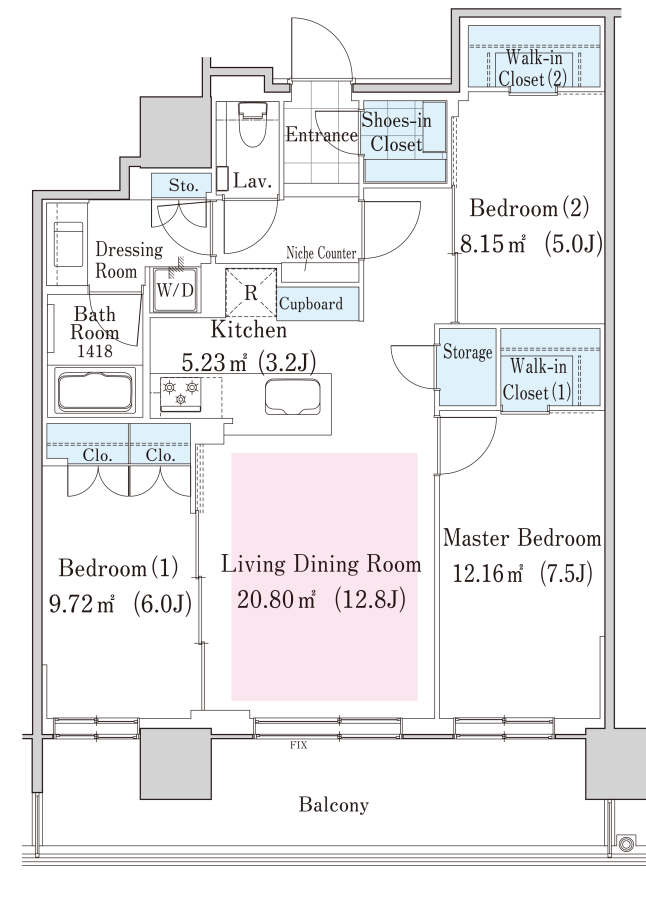 Walk-in
Closet(2)
Entrance
Shoes-in
Closet
Lav.
Sto.
Bedroom(2)
8.15㎡ (5.0J)
Dressing
Room
Niche Counter
W/D
R
Cupboard
Bath
Room
1418
Kitchen
5.23㎡(3.2J)
Storage
Walk-in
Closet(1)
Clo.
Clo.
Master Bedroom
12.16㎡ (7.5J)
Living Dining Room
20.80㎡ (12.8J)
Bedroom(1)
9.72㎡ (6.0J)
FIX
Balcony